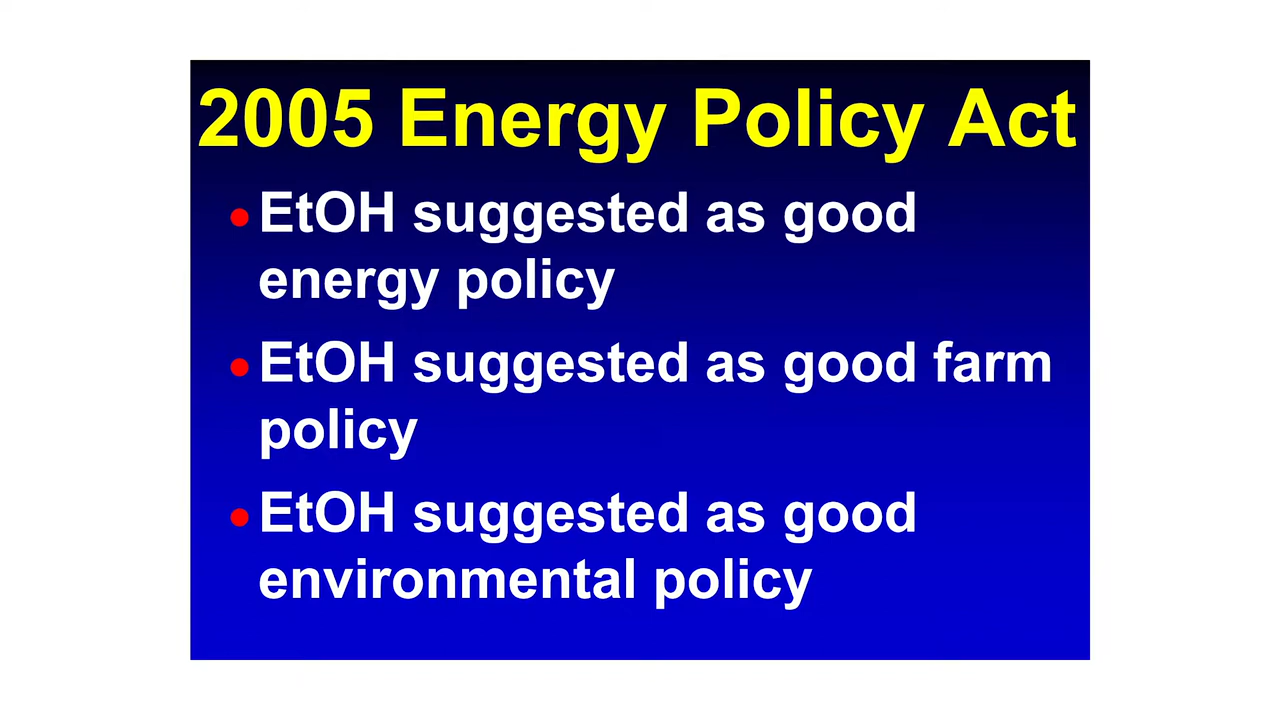 2005 Energy Policy Act
• EtOH suggested as good
energy policy
• EtOH suggested as good farm
policy
• EtOH suggested as good
environmental policy